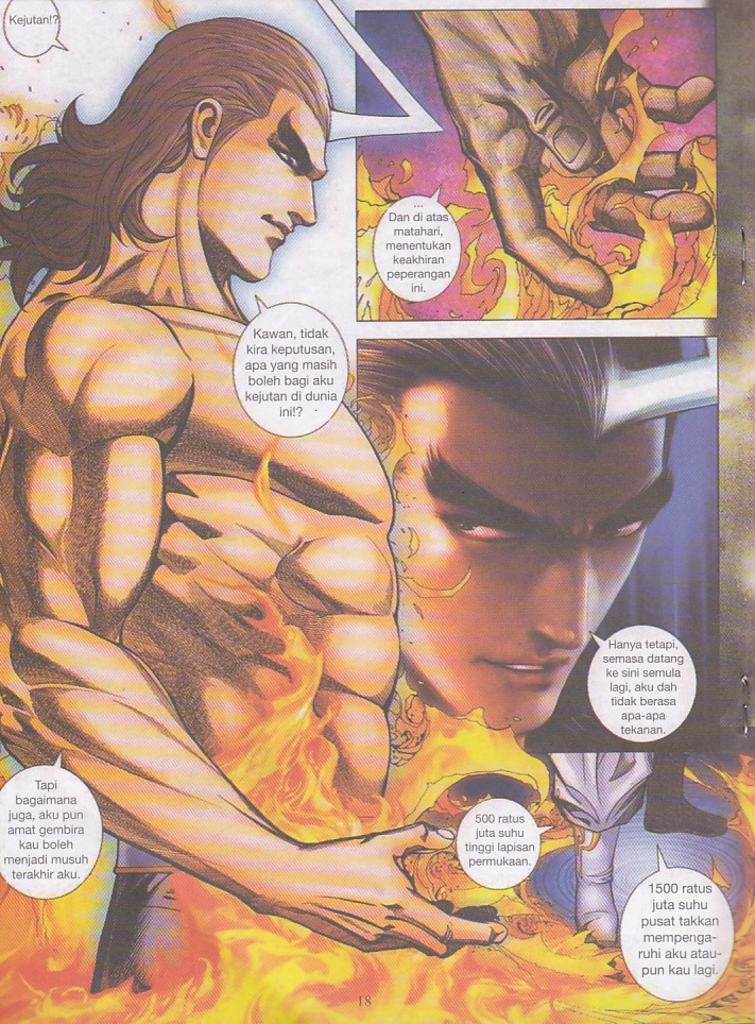 Kejutan!?
...
Dan di atas
matahari,
menentukan
keakhiran
peperangan
ini.
Kawan, tidak
kira keputusan,
apa yang masih
boleh bagi aku
kejutan di dunia
ini!?
Hanya tetapi,
semasa datang
ke sini semula
lagi, aku dah
tidak berasa
apa-apa
tekanan.
Tapi
bagaimana
juga, aku pun
amat gembira
kau boleh
menjadi musuh
terakhir aku.
500 ratus
juta suhu
tinggi lapisan
permukaan.
1500 ratus
juta suhu
pusat takkan
mempenga-
ruhi aku atau-
pun kau lagi.
18